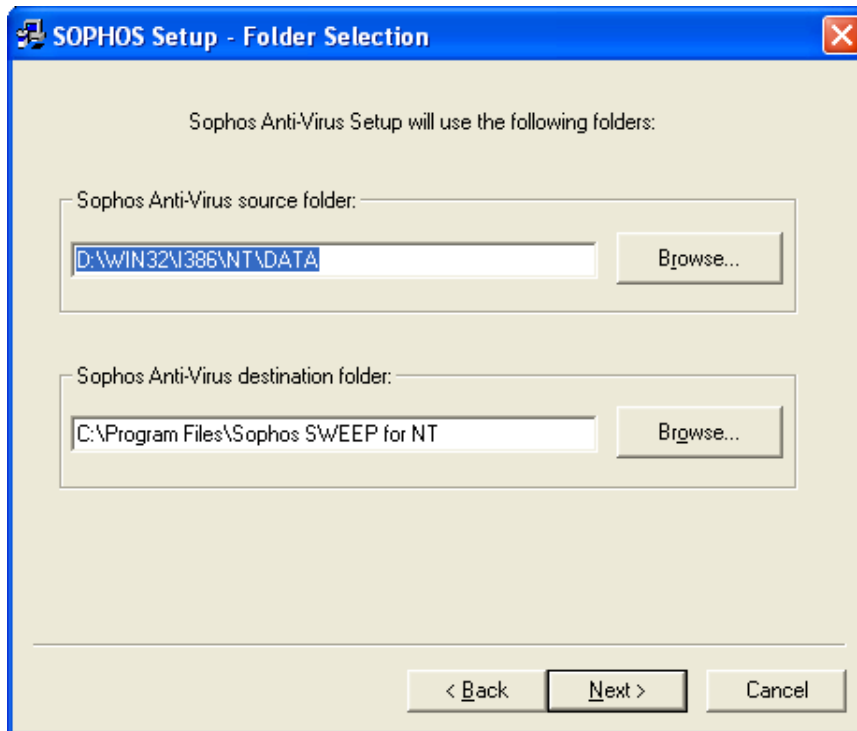 SOPHOS Setup - Folder Selection
Sophos Anti-Virus Setup will use the following folders:
Sophos Anti-Virus source folder:
D:\WIN32\I386\NT\DATA
Browse...
Sophos Anti-Virus destination folder:
C:\Program Files\Sophos SWEEP for NT
Browse...
< Back Next > Cancel